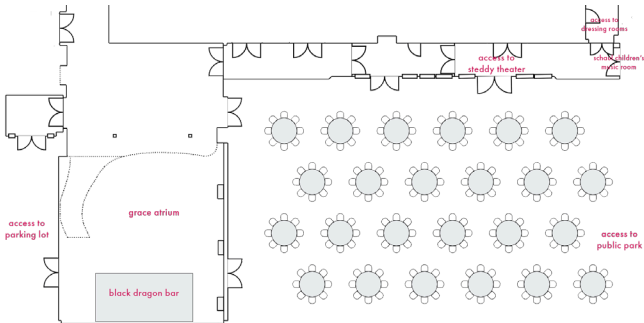 access to
dressing rooms
access to
steddy theater
schatz children's
music room
grace atrium
access to
parking lot
access to
public park
black dragon bar